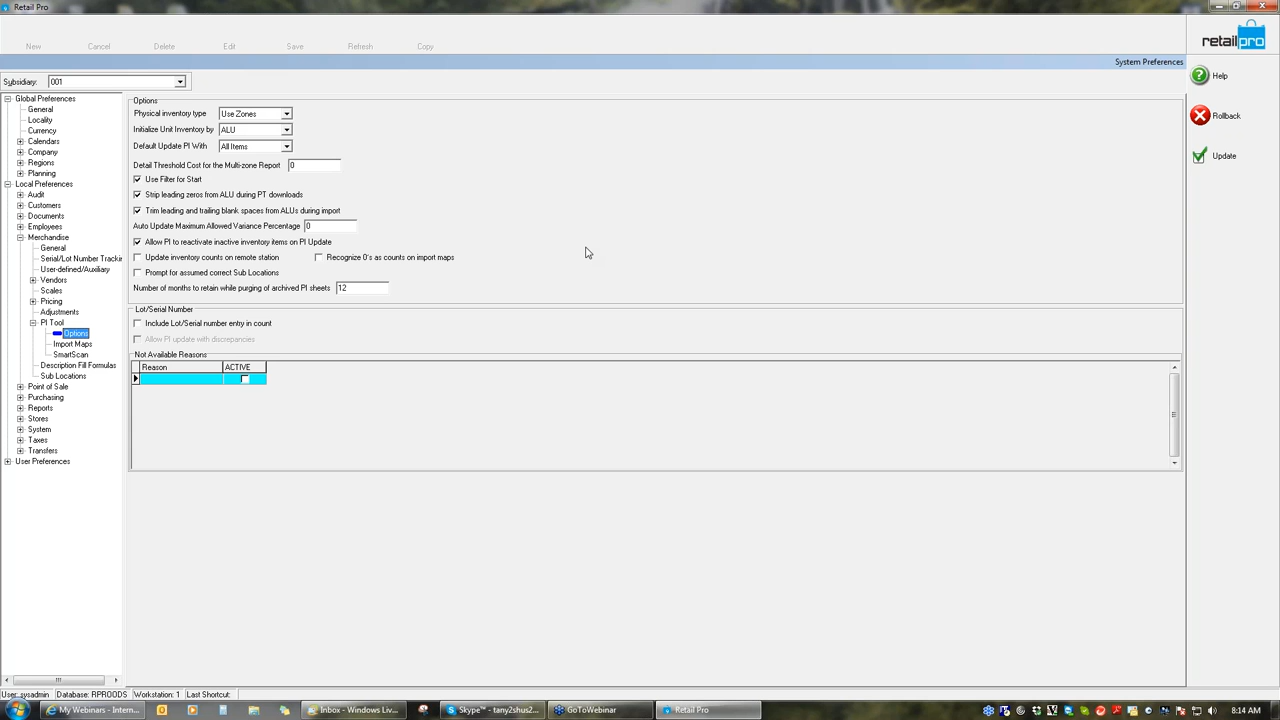 Retail Pro
New Cancel Delete Edit Save Refresh Copy
retailpro
System Preferences
Subsidiary: 001
Help
Rollback
Update
Global Preferences
General
Locality
Currency
Calendars
Company
Regions
Planning
Local Preferences
Audit
Customers
Documents
Employees
Merchandise
General
Serial/Lot Number Trackin
User-defined/Auxiliary
Vendors
Scales
Pricing
Adjustments
PI Tool
Options
Import Maps
SmartScan
Description Fill Formulas
Sub Locations
Point of Sale
Purchasing
Reports
Stores
System
Taxes
Transfers
User Preferences
Options
Physical inventory type Use Zones
Initialize Unit Inventory by ALU
Default Update PI With All Items
Detail Threshold Cost for the Multi-zone Report 0
Use Filter for Start
Strip leading zeros from ALU during PT downloads
Trim leading and trailing blank spaces from ALUs during import
Auto Update Maximum Allowed Variance Percentage 0
Allow PI to reactivate inactive inventory items on PI Update
Update inventory counts on remote station Recognize 0's as counts on import maps
Prompt for assumed correct Sub Locations
Number of months to retain while purging of archived PI sheets 12
Lot/Serial Number
Include Lot/Serial number entry in count
Allow PI update with discrepancies
Not Available Reasons
Reason ACTIVE
User: sysadmin Database: RPROODS Workstation: 1 Last Shortcut:
My Webinars - Intern... Inbox - Windows Liv... Skype™ - tany2shus2... GoToWebinar Retail Pro 8:14 AM